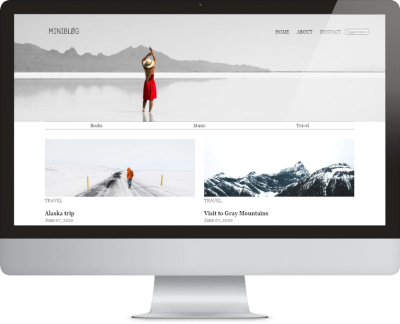 MINIBLØG HOME ABOUT CONTACT
Books Music Travel
TRAVEL TRAVEL
Alaska trip Visit to Gray Mountains
June 07, 2020 June 07, 2020